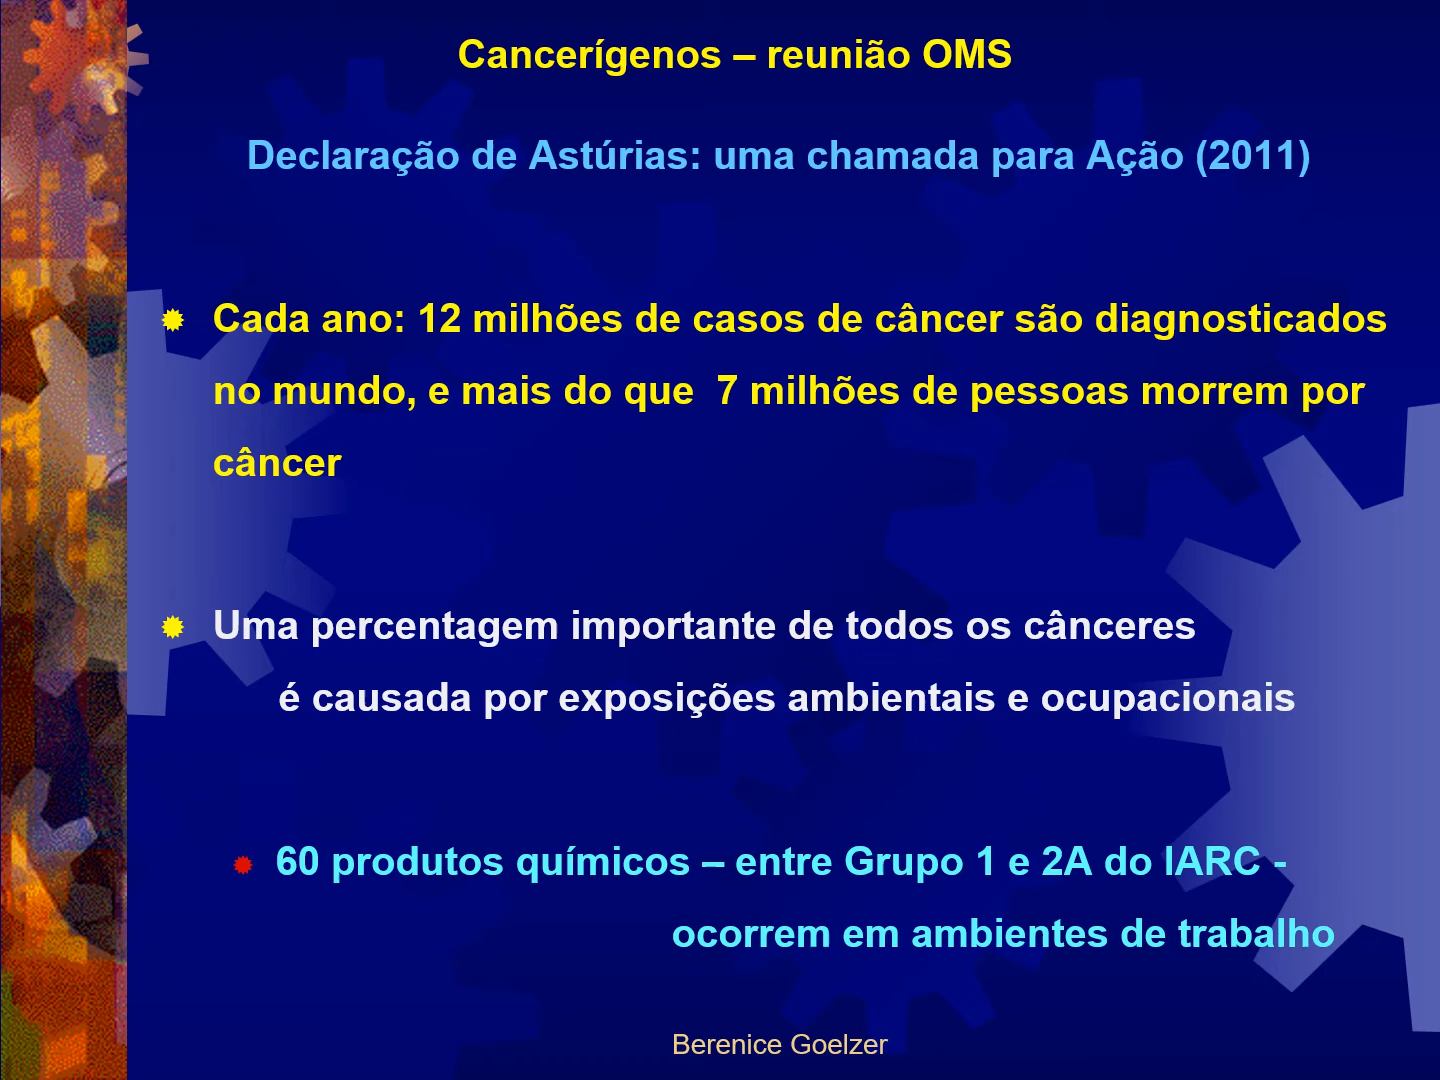 Cancerígenos – reunião OMS
Declaração de Astúrias: uma chamada para Ação (2011)
Cada ano: 12 milhões de casos de câncer são diagnosticados
no mundo, e mais do que 7 milhões de pessoas morrem por
câncer
Uma percentagem importante de todos os cânceres
é causada por exposições ambientais e ocupacionais
60 produtos químicos – entre Grupo 1 e 2A do IARC -
ocorrem em ambientes de trabalho
Berenice Goelzer